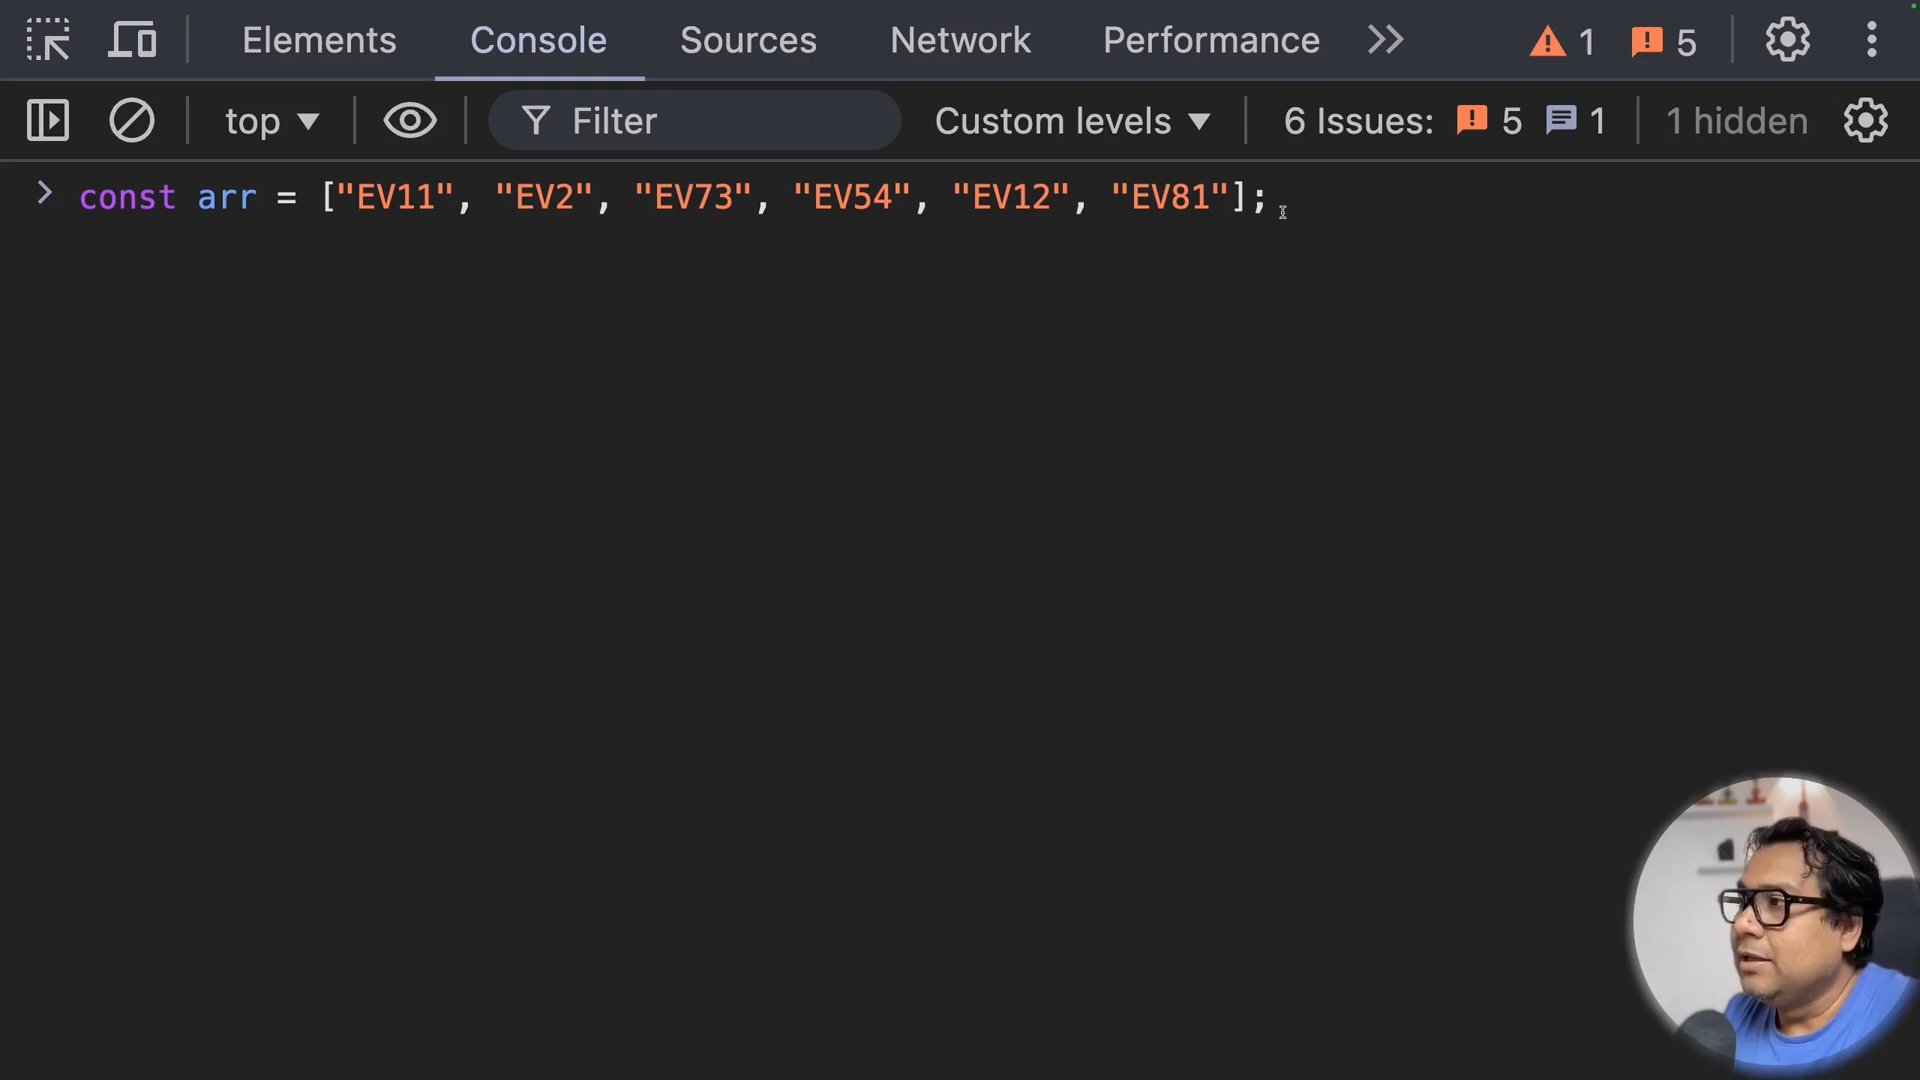 Elements Console Sources Network Performance 1 5
top Filter Custom levels 6 Issues: 5 1 1 hidden
const arr = ["EV11", "EV2", "EV73", "EV54", "EV12", "EV81"];